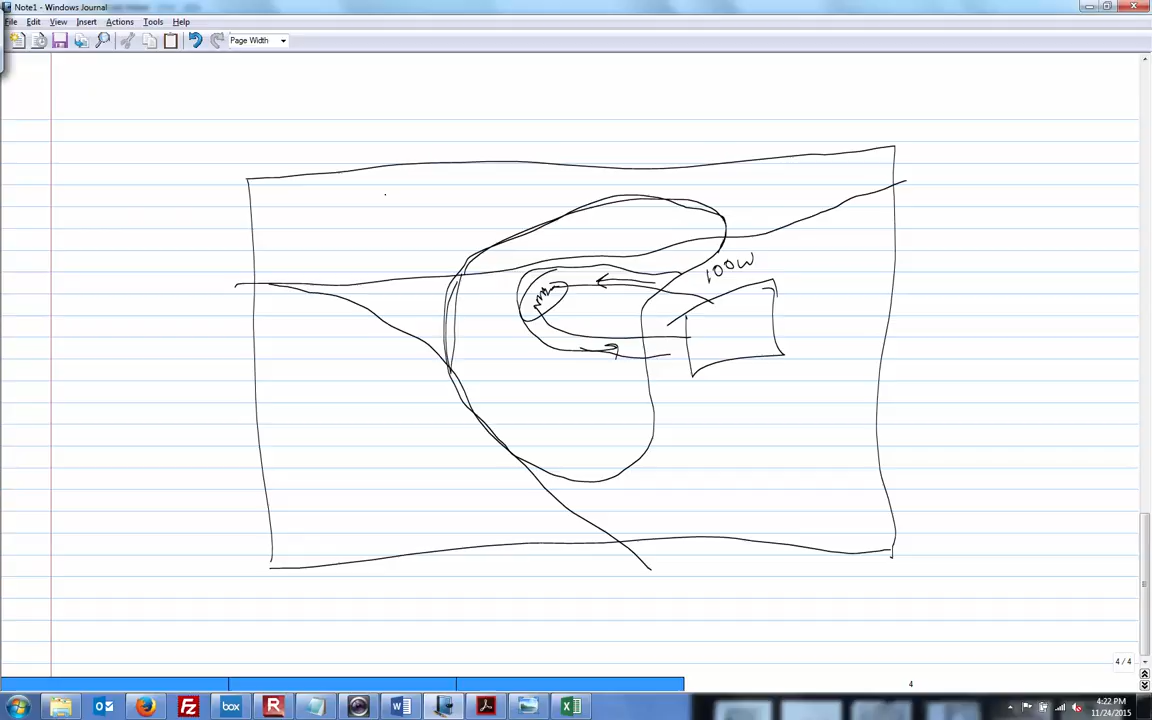 Note1 - Windows Journal
File Edit View Insert Actions Tools Help
Page Width
100W
4 / 4
4
box
4:22 PM
11/24/2015